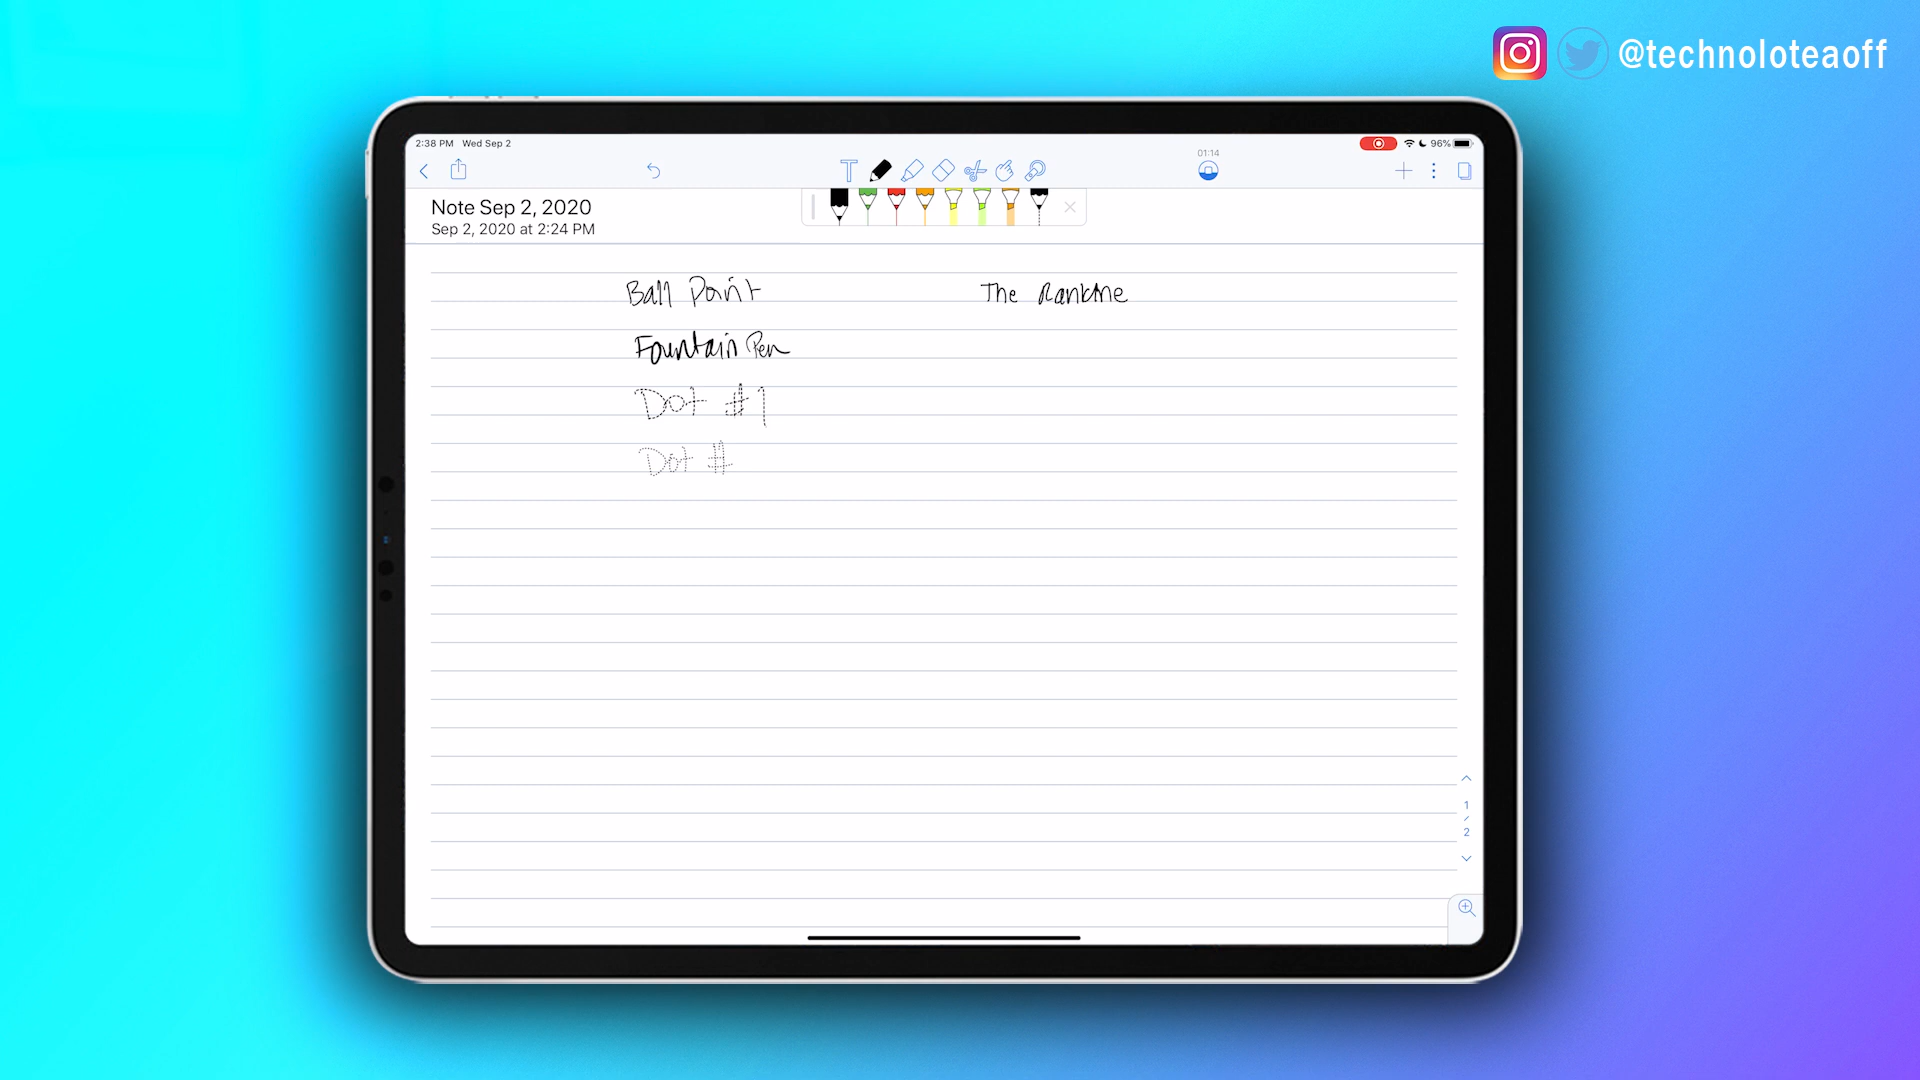 @technoloteaoff
2:38 PM Wed Sep 2
96%
01:14
Note Sep 2, 2020
Sep 2, 2020 at 2:24 PM
Ball Point
The
Fountain Pen
Dot #1
Dot #
1
2